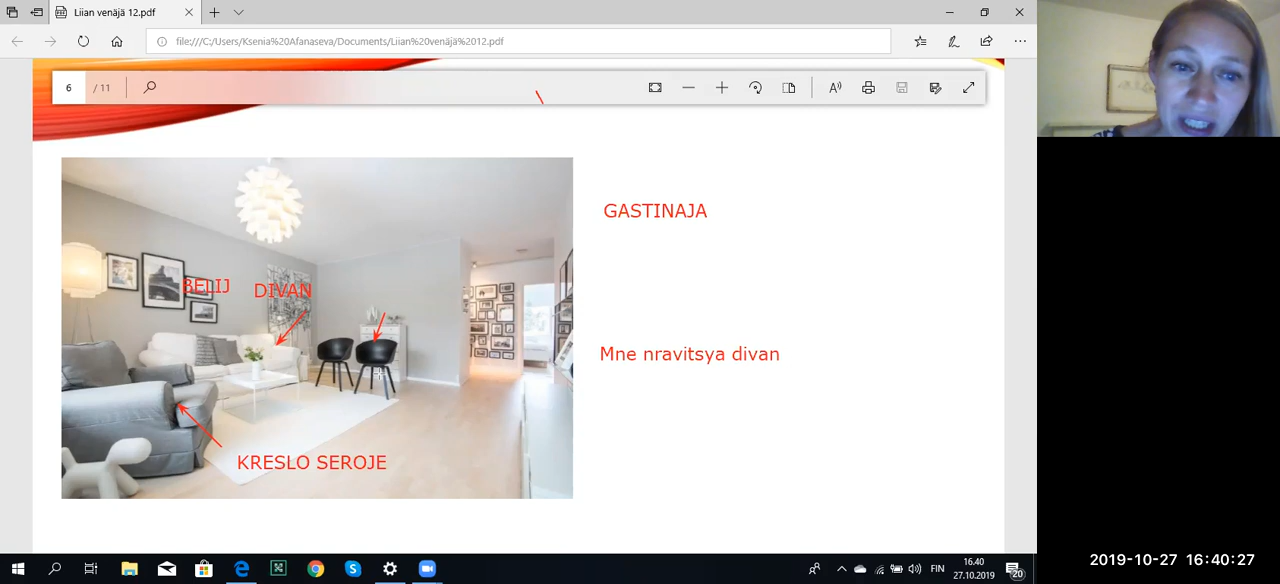 Liian venäjä 12.pdf
file:///C:/Users/Ksenia%20Afanaseva/Documents/Liian%20venäjä%2012.pdf
6 / 11
GASTINAJA
BELIJ
DIVAN
Mne nravitsya divan
KRESLO SEROJE
FIN
16.40
27.10.2019
20
2019-10-27 16:40:27